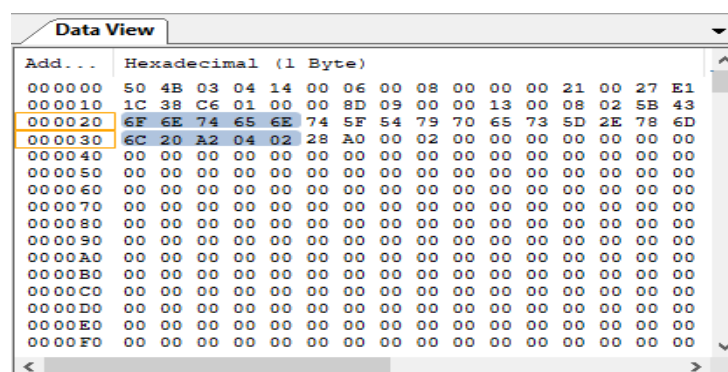 Data View
Add... Hexadecimal (1 Byte)
000000 50 4B 03 04 14 00 06 00 08 00 00 00 21 00 27 E1
000010 1C 38 C6 01 00 00 8D 09 00 00 13 00 08 02 5B 43
000020 6F 6E 74 65 6E 74 5F 54 79 70 65 73 5D 2E 78 6D
000030 6C 20 A2 04 02 28 A0 00 02 00 00 00 00 00 00 00
000040 00 00 00 00 00 00 00 00 00 00 00 00 00 00 00 00
000050 00 00 00 00 00 00 00 00 00 00 00 00 00 00 00 00
000060 00 00 00 00 00 00 00 00 00 00 00 00 00 00 00 00
000070 00 00 00 00 00 00 00 00 00 00 00 00 00 00 00 00
000080 00 00 00 00 00 00 00 00 00 00 00 00 00 00 00 00
000090 00 00 00 00 00 00 00 00 00 00 00 00 00 00 00 00
0000A0 00 00 00 00 00 00 00 00 00 00 00 00 00 00 00 00
0000B0 00 00 00 00 00 00 00 00 00 00 00 00 00 00 00 00
0000C0 00 00 00 00 00 00 00 00 00 00 00 00 00 00 00 00
0000D0 00 00 00 00 00 00 00 00 00 00 00 00 00 00 00 00
0000E0 00 00 00 00 00 00 00 00 00 00 00 00 00 00 00 00
0000F0 00 00 00 00 00 00 00 00 00 00 00 00 00 00 00 00